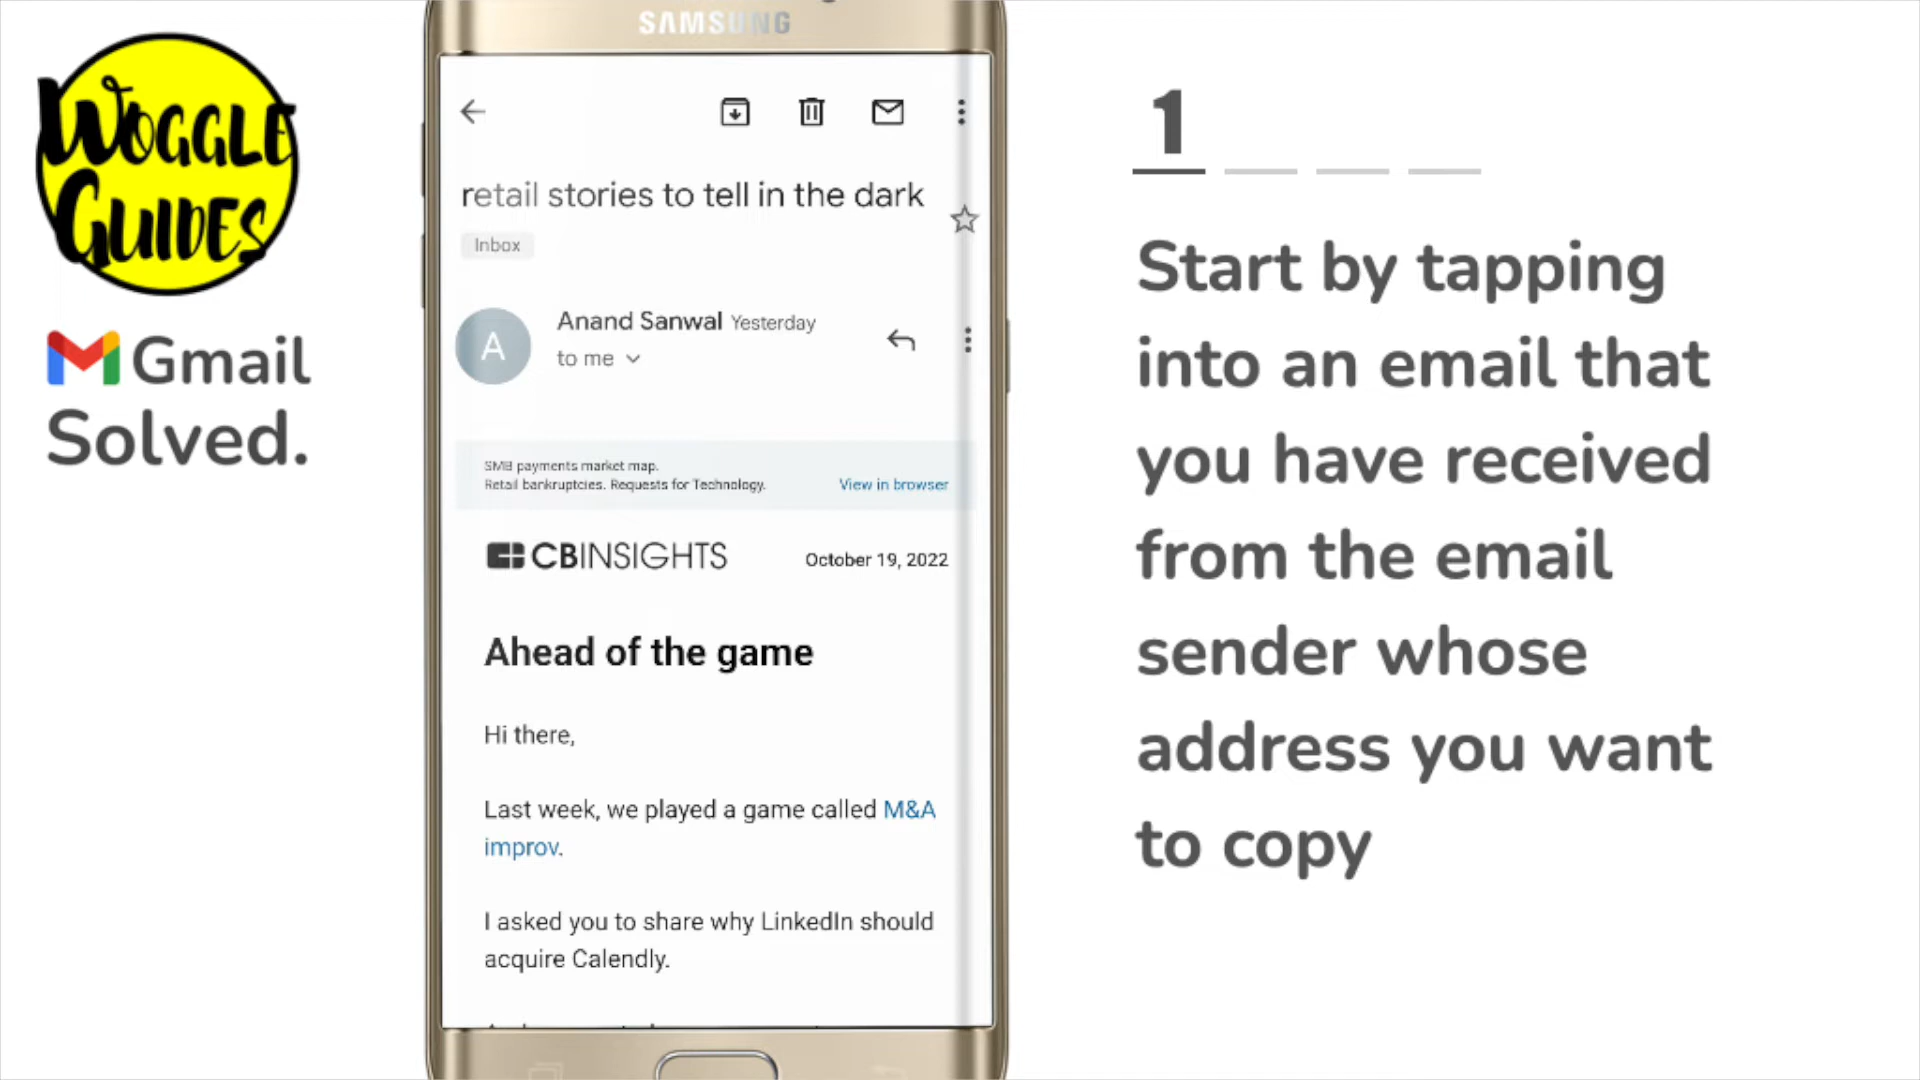 WOGGLE
GUIDES
Gmail
Solved.
SAMSUNG
retail stories to tell in the dark
Inbox
A
Anand Sanwal Yesterday
to me
SMB payments market map.
Retail bankruptcies. Requests for Technology.
View in browser
CBINSIGHTS
October 19, 2022
Ahead of the game
Hi there,
Last week, we played a game called M&A
improv.
I asked you to share why LinkedIn should
acquire Calendly.
1
Start by tapping
into an email that
you have received
from the email
sender whose
address you want
to copy